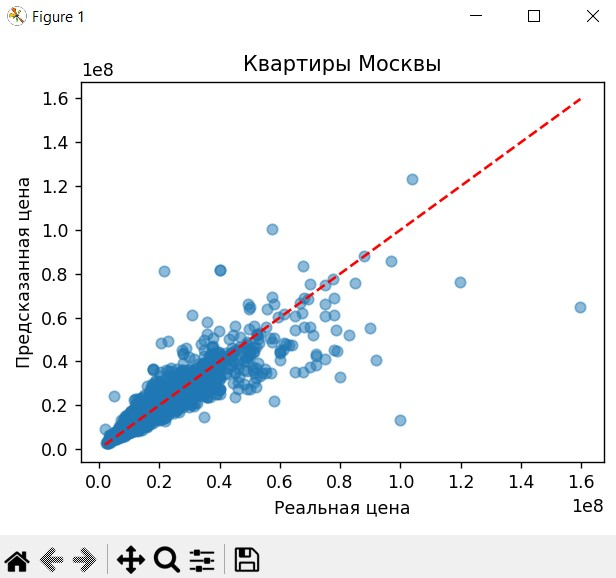 Figure 1
Квартиры Москвы
1e8
1.6
1.4
1.2
1.0
0.8
0.6
0.4
0.2
0.0
Предсказанная цена
0.0 0.2 0.4 0.6 0.8 1.0 1.2 1.4 1.6
1e8
Реальная цена